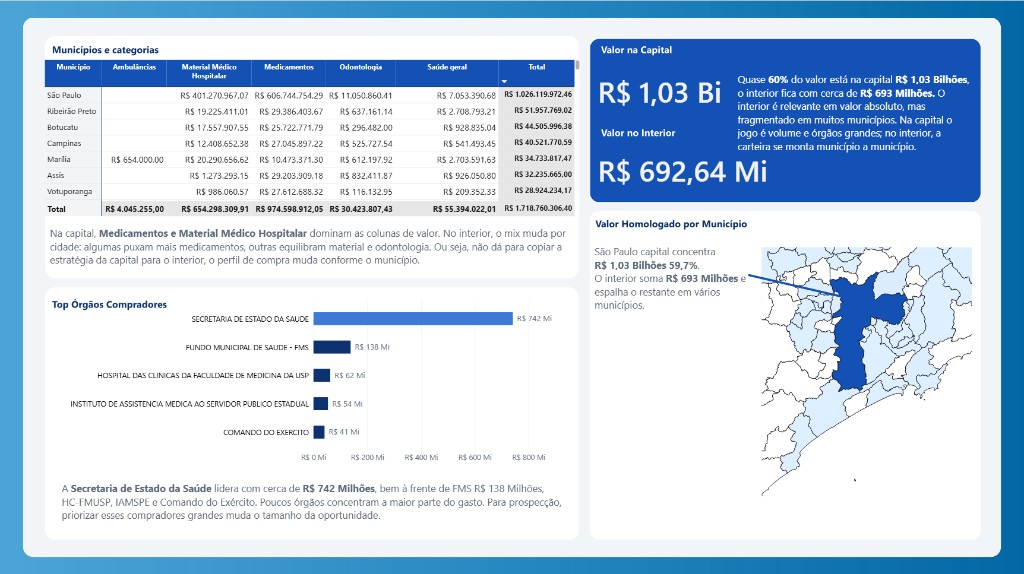 Municípios e categorias
Município Ambulâncias Material Médico Hospitalar Medicamentos Odontologia Saúde geral Total
São Paulo R$ 401.270.967,07 R$ 606.744.754.29 R$ 11.050.860.41 R$ 7.053.390.68 R$ 1.026.119.972.46
Ribeirão Preto R$ 19.225.411,01 R$ 29.386.403.67 R$ 637.161.14 R$ 2.708.793.21 R$ 51.957.769.02
Botucatu R$ 17.557.907,55 R$ 25.722.771.79 R$ 296.482.00 R$ 928.835.04 R$ 44.505.996,38
Campinas R$ 12.408.652.38 R$ 27.045.897.22 R$ 525.727.54 R$ 541.493.45 R$ 40.521.770,59
Marília R$ 654.000.00 R$ 20.290.656.62 R$ 10.473.371.30 R$ 612.197.92 R$ 2.703.591.63 R$ 34.733.817,47
Assis R$ 1.273.293.15 R$ 29.203.909.18 R$ 832.411.87 R$ 926.050.80 R$ 32.235.665,00
Votuporanga R$ 986.060.57 R$ 27.612.688.32 R$ 116.132.95 R$ 209.352.33 R$ 28.924.234,17
Total R$ 4.045.255,00 R$ 654.298.309,91 R$ 974.598.912,05 R$ 30.423.807,43 R$ 55.394.022,01 R$ 1.718.760.306.40
Na capital, Medicamentos e Material Médico Hospitalar dominam as colunas de valor. No interior, o mix muda por
cidade: algumas puxam mais medicamentos, outras equilibram material e odontologia. Ou seja, não dá para copiar a
estratégia da capital para o interior, o perfil de compra muda conforme o município.
Top Órgãos Compradores
SECRETARIA DE ESTADO DA SAUDE R$ 742 Mi
FUNDO MUNICIPAL DE SAUDE - FMS R$ 138 Mi
HOSPITAL DAS CLINICAS DA FACULDADE DE MEDICINA DA USP R$ 62 Mi
INSTITUTO DE ASSISTENCIA MEDICA AO SERVIDOR PUBLICO ESTADUAL R$ 54 Mi
COMANDO DO EXERCITO R$ 41 Mi
R$ 0 Mi R$ 200 Mi R$ 400 Mi R$ 600 Mi R$ 800 Mi
A Secretaria de Estado da Saúde lidera com cerca de R$ 742 Milhões, bem à frente de FMS R$ 138 Milhões,
HC-FMUSP, IAMSPE e Comando do Exército. Poucos órgãos concentram a maior parte do gasto. Para prospecção,
priorizar esses compradores grandes muda o tamanho da oportunidade.
Valor na Capital
R$ 1,03 Bi
Valor no Interior
R$ 692,64 Mi
Quase 60% do valor está na capital R$ 1,03 Bilhões,
o interior fica com cerca de R$ 693 Milhões. O
interior é relevante em valor absoluto, mas
fragmentado em muitos municípios. Na capital o
jogo é volume e órgãos grandes; no interior, a
carteira se monta município a município.
Valor Homologado por Município
São Paulo capital concentra
R$ 1,03 Bilhões 59,7%.
O interior soma R$ 693 Milhões e
espalha o restante em vários
municípios.